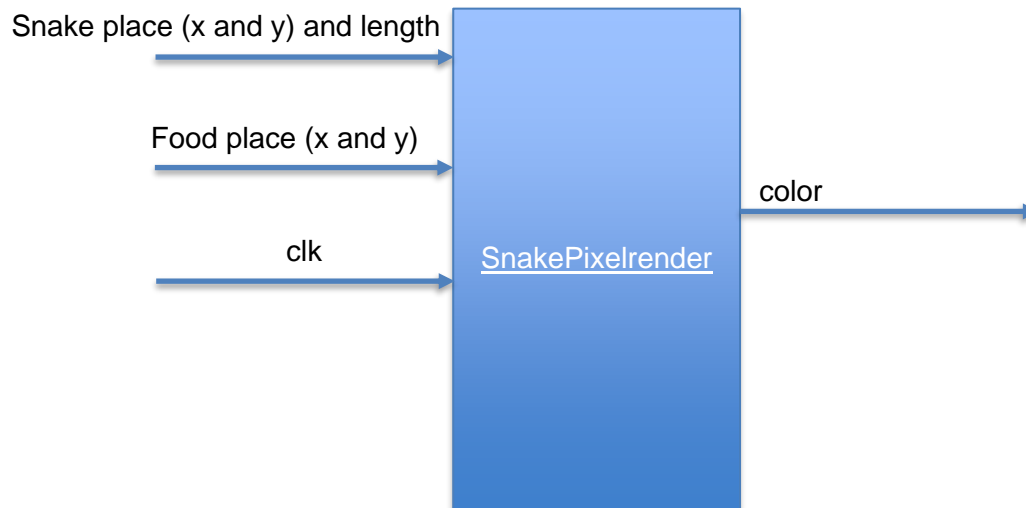 Snake place (x and y) and length
Food place (x and y)
color
clk
SnakePixelrender